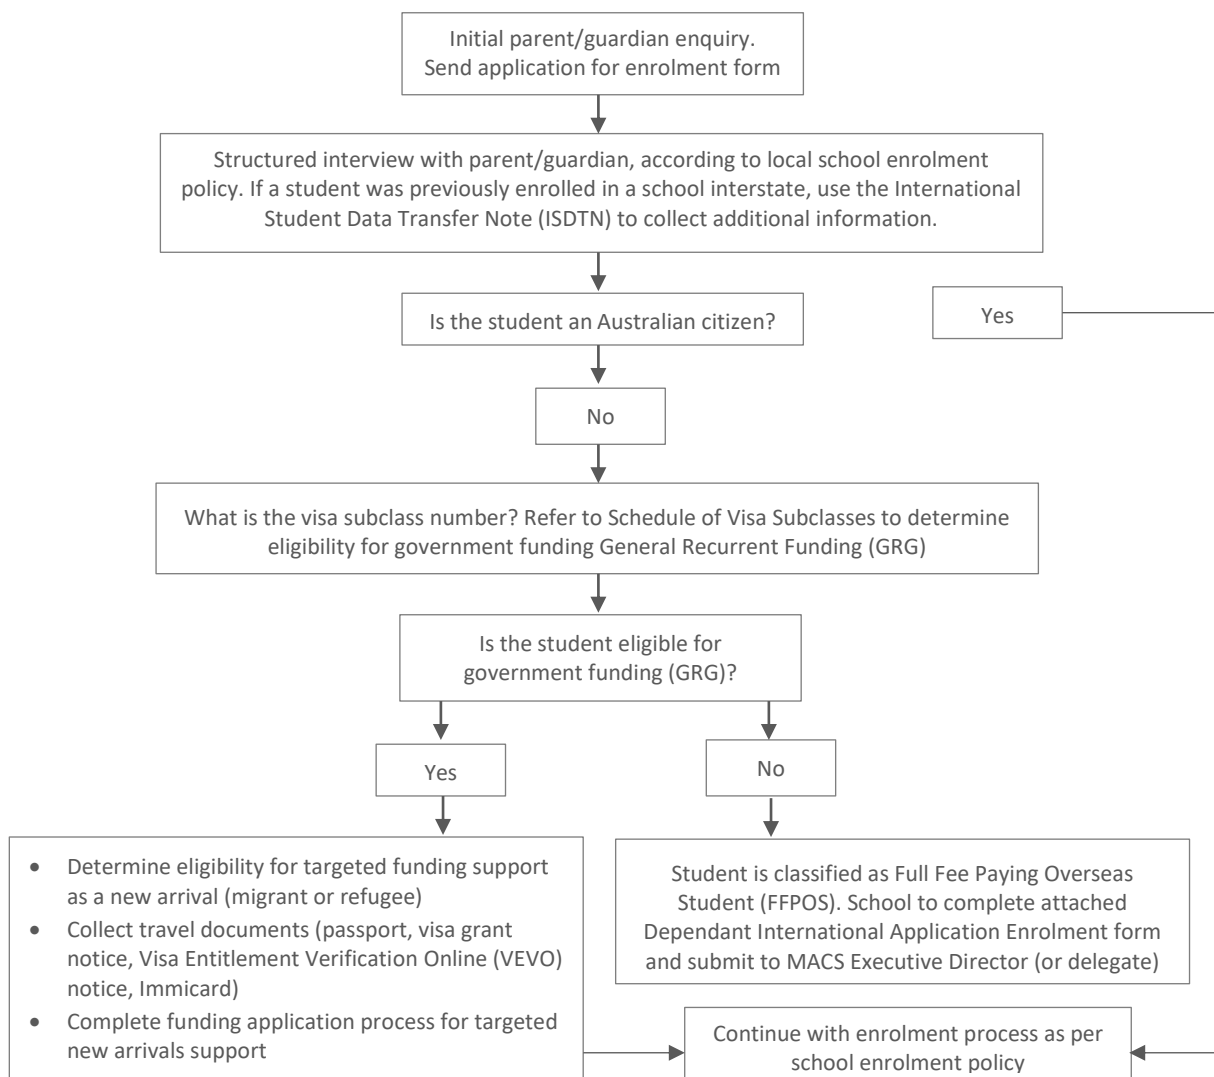 Initial parent/guardian enquiry.
Send application for enrolment form
Structured interview with parent/guardian, according to local school enrolment
policy. If a student was previously enrolled in a school interstate, use the International
Student Data Transfer Note (ISDTN) to collect additional information.
Is the student an Australian citizen?
Yes
No
What is the visa subclass number? Refer to Schedule of Visa Subclasses to determine
eligibility for government funding General Recurrent Funding (GRG)
Is the student eligible for
government funding (GRG)?
Yes
No
• Determine eligibility for targeted funding support
as a new arrival (migrant or refugee)
• Collect travel documents (passport, visa grant
notice, Visa Entitlement Verification Online (VEVO)
notice, Immicard)
• Complete funding application process for targeted
new arrivals support
Student is classified as Full Fee Paying Overseas
Student (FFPOS). School to complete attached
Dependant International Application Enrolment form
and submit to MACS Executive Director (or delegate)
Continue with enrolment process as per
school enrolment policy